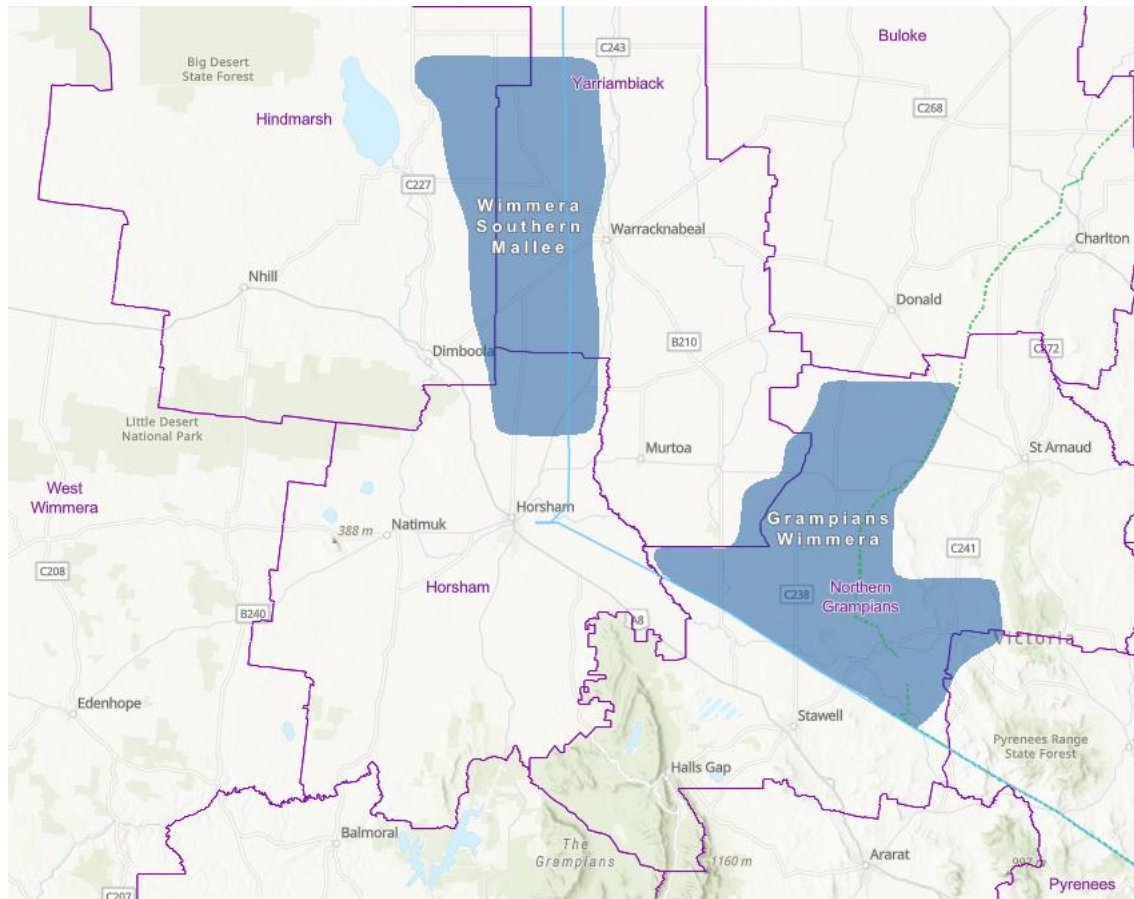 Buloke
C243
Big Desert
State Forest
Yarriambiack
C268
Hindmarsh
C227
Wimmera
Southern
Mallee
Warracknabeal
Charlton
Nhill
Donald
Dimboola
B210
C272
Little Desert
National Park
Murtoa
St Arnaud
West
Wimmera
Horsham
Grampians
Wimmera
388 m
Natimuk
C241
C208
Horsham
C238
Northern
Grampians
B240
A8
Victoria
Edenhope
Stawell
Pyrenees Range
State Forest
Halls Gap
Balmoral
The
Grampians
1160 m
Ararat
997 m
Pyrenees
C207